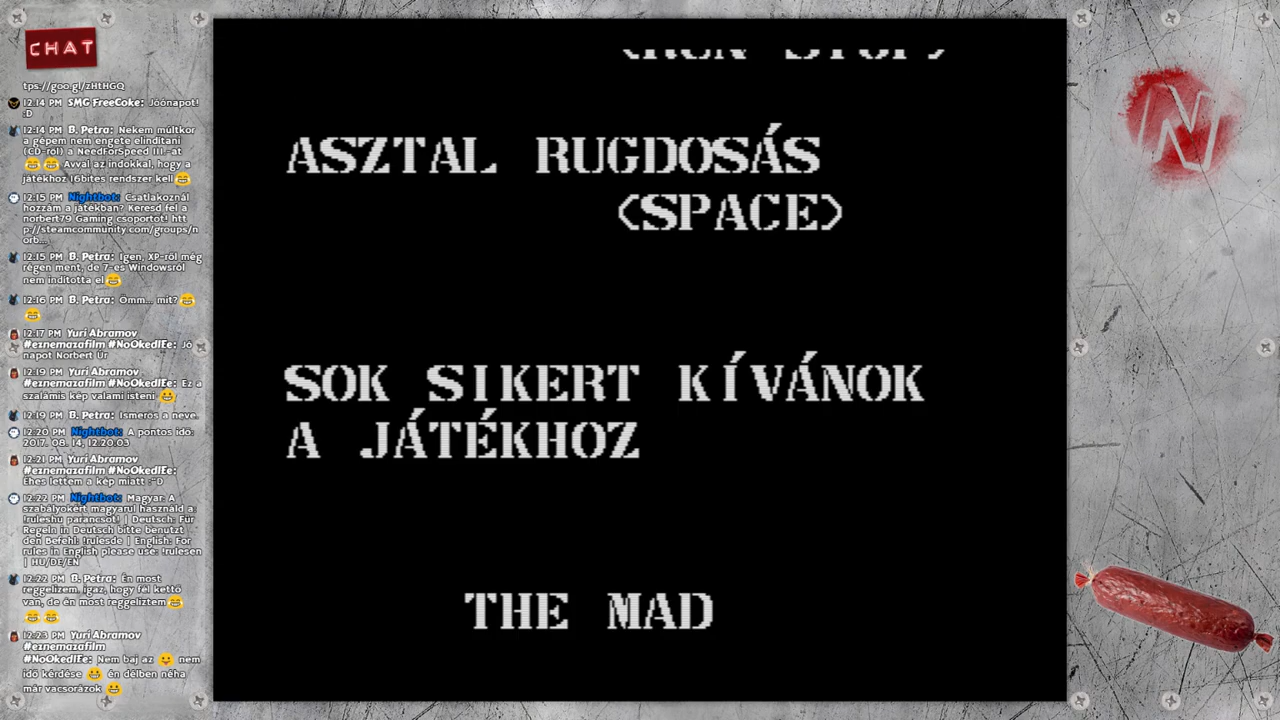 CHAT
tps://goo.gl/zHtHGQ
12:14 PM SMG FreeCoke: Jóónapot!
:D
12:14 PM B. Petra: Nekem múltkor
a gépem nem engete elindítani
(CD-ről) a NeedForSpeed III.-at
😂😂 Avval az indokkal, hogy a
játékhoz 16bites rendszer kell 😂
12:15 PM Nightbot: Csatlakoznál
hozzám a játékban? Keresd fel a
norbert79 Gaming csoportot! htt
p://steamcommunity.com/groups/n
orb...
12:15 PM B. Petra: Igen, XP-ről még
régen ment, de 7-es Windowsról
nem indította el 😂
12:16 PM B. Petra: Omm... mit? 😂
😂
12:17 PM Yuri Abramov
#eznemazafilm #NoOkedIEe: Jó
napot Norbert Úr
12:19 PM Yuri Abramov
#eznemazafilm #NoOkedIEe: Ez a
szalámis kép valami isteni 😀
12:19 PM B. Petra: Ismerős a neve.
12:20 PM Nightbot: A pontos idő:
2017. 08. 14, 12.20.03
12:21 PM Yuri Abramov
#eznemazafilm #NoOkedIEe:
Éhes lettem a kép miatt :"D
12:22 PM Nightbot: Magyar: A
szabályokért magyarul használd a:
!ruleshu parancsot! | Deutsch: Für
Regeln in Deutsch bitte benutzt
den Befehl: !rulesde | English: For
rules in English please use: !rulesen
| HU/DE/EN
12:22 PM B. Petra: Én most
reggelizem. igaz, hogy fél kettő
van, de én most reggeliztem 😂
😂 😂
12:23 PM Yuri Abramov
#eznemazafilm
#NoOkedIEe: Nem baj az 😛 nem
idő kérdése 😀 én délben néha
már vacsorázok 😀
ASZTAL RUGDOSÁS
<SPACE>
SOK SIKERT KÍVÁNOK
A JÁTÉKHOZ
THE MAD
N